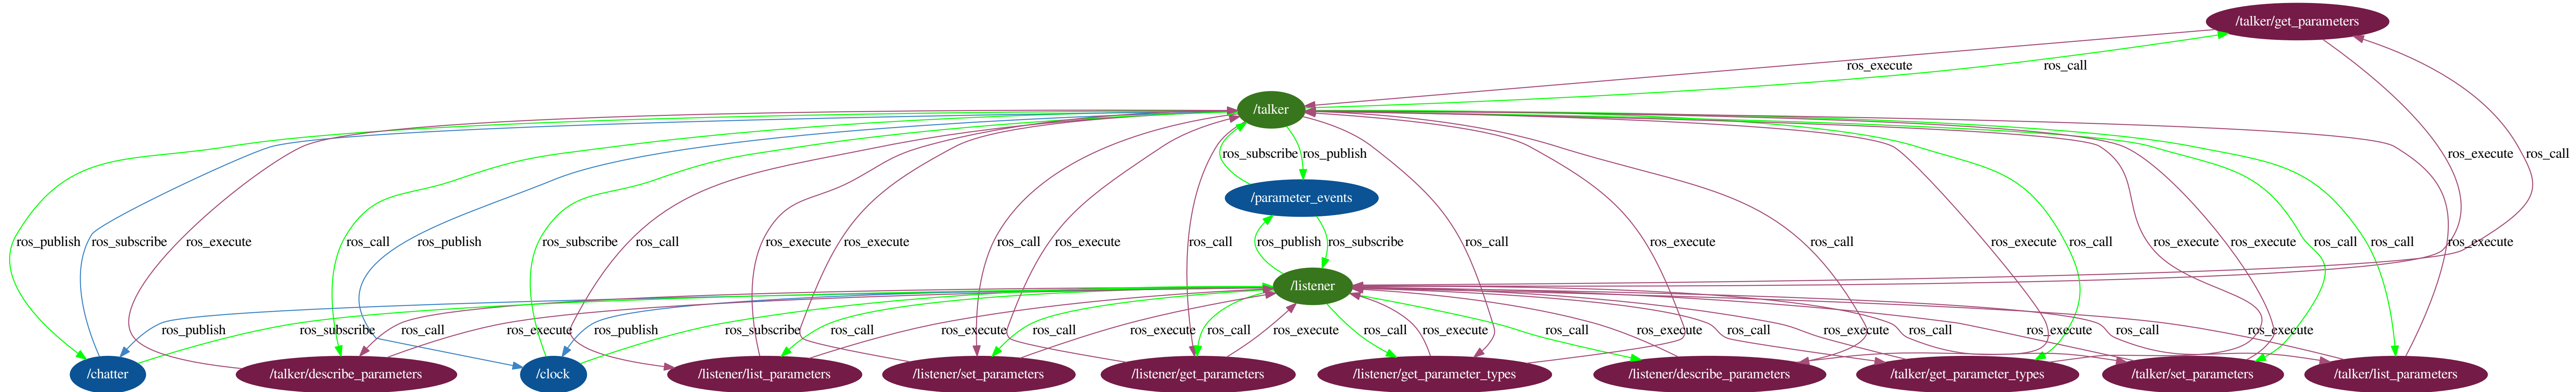 /talker/get_parameters
ros_execute
ros_call
/talker
ros_subscribe
ros_publish
ros_execute
ros_call
/parameter_events
ros_publish
ros_subscribe
ros_execute
ros_call
ros_publish
ros_subscribe
ros_call
ros_execute
ros_execute
ros_call
ros_execute
ros_call
ros_publish
ros_subscribe
ros_call
ros_execute
ros_call
ros_execute
ros_call
ros_call
ros_execute
ros_execute
ros_call
ros_call
ros_execute
/listener
ros_publish
ros_subscribe
ros_call
ros_execute
ros_publish
ros_subscribe
ros_call
ros_execute
ros_call
ros_execute
ros_call
ros_execute
ros_call
ros_execute
ros_call
ros_execute
ros_call
ros_execute
ros_call
ros_execute
ros_call
ros_execute
/chatter
/talker/describe_parameters
/clock
/listener/list_parameters
/listener/set_parameters
/listener/get_parameters
/listener/get_parameter_types
/listener/describe_parameters
/talker/get_parameter_types
/talker/set_parameters
/talker/list_parameters